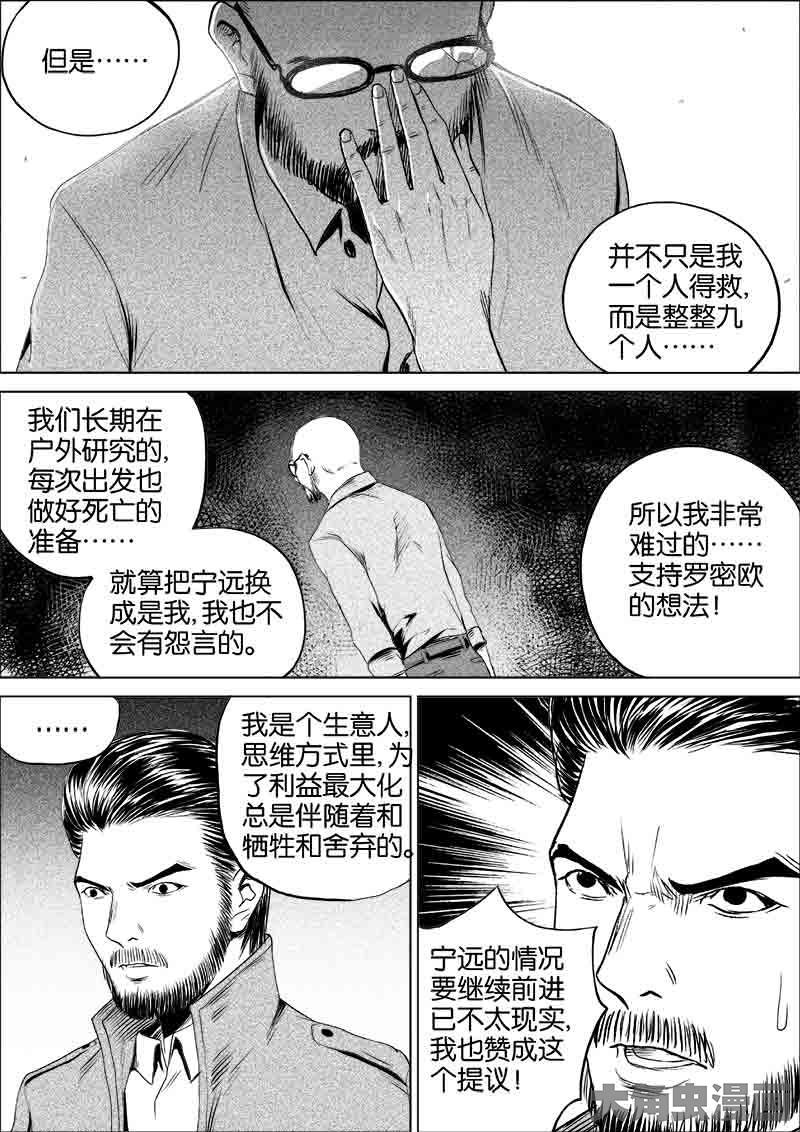 但是……
并不只是我
一个人得救,
而是整整九
个人……
我们长期在
户外研究的,
每次出发也
做好死亡的
准备……
就算把宁远换
成是我,我也不
会有怨言的。
所以我非常
难过的……
支持罗密欧
的想法!
……
我是个生意人,
思维方式里,为
了利益最大化
总是伴随着和
牺牲和舍弃的。
宁远的情况
要继续前进
已不太现实,
我也赞成这
个提议!
大角虫漫画